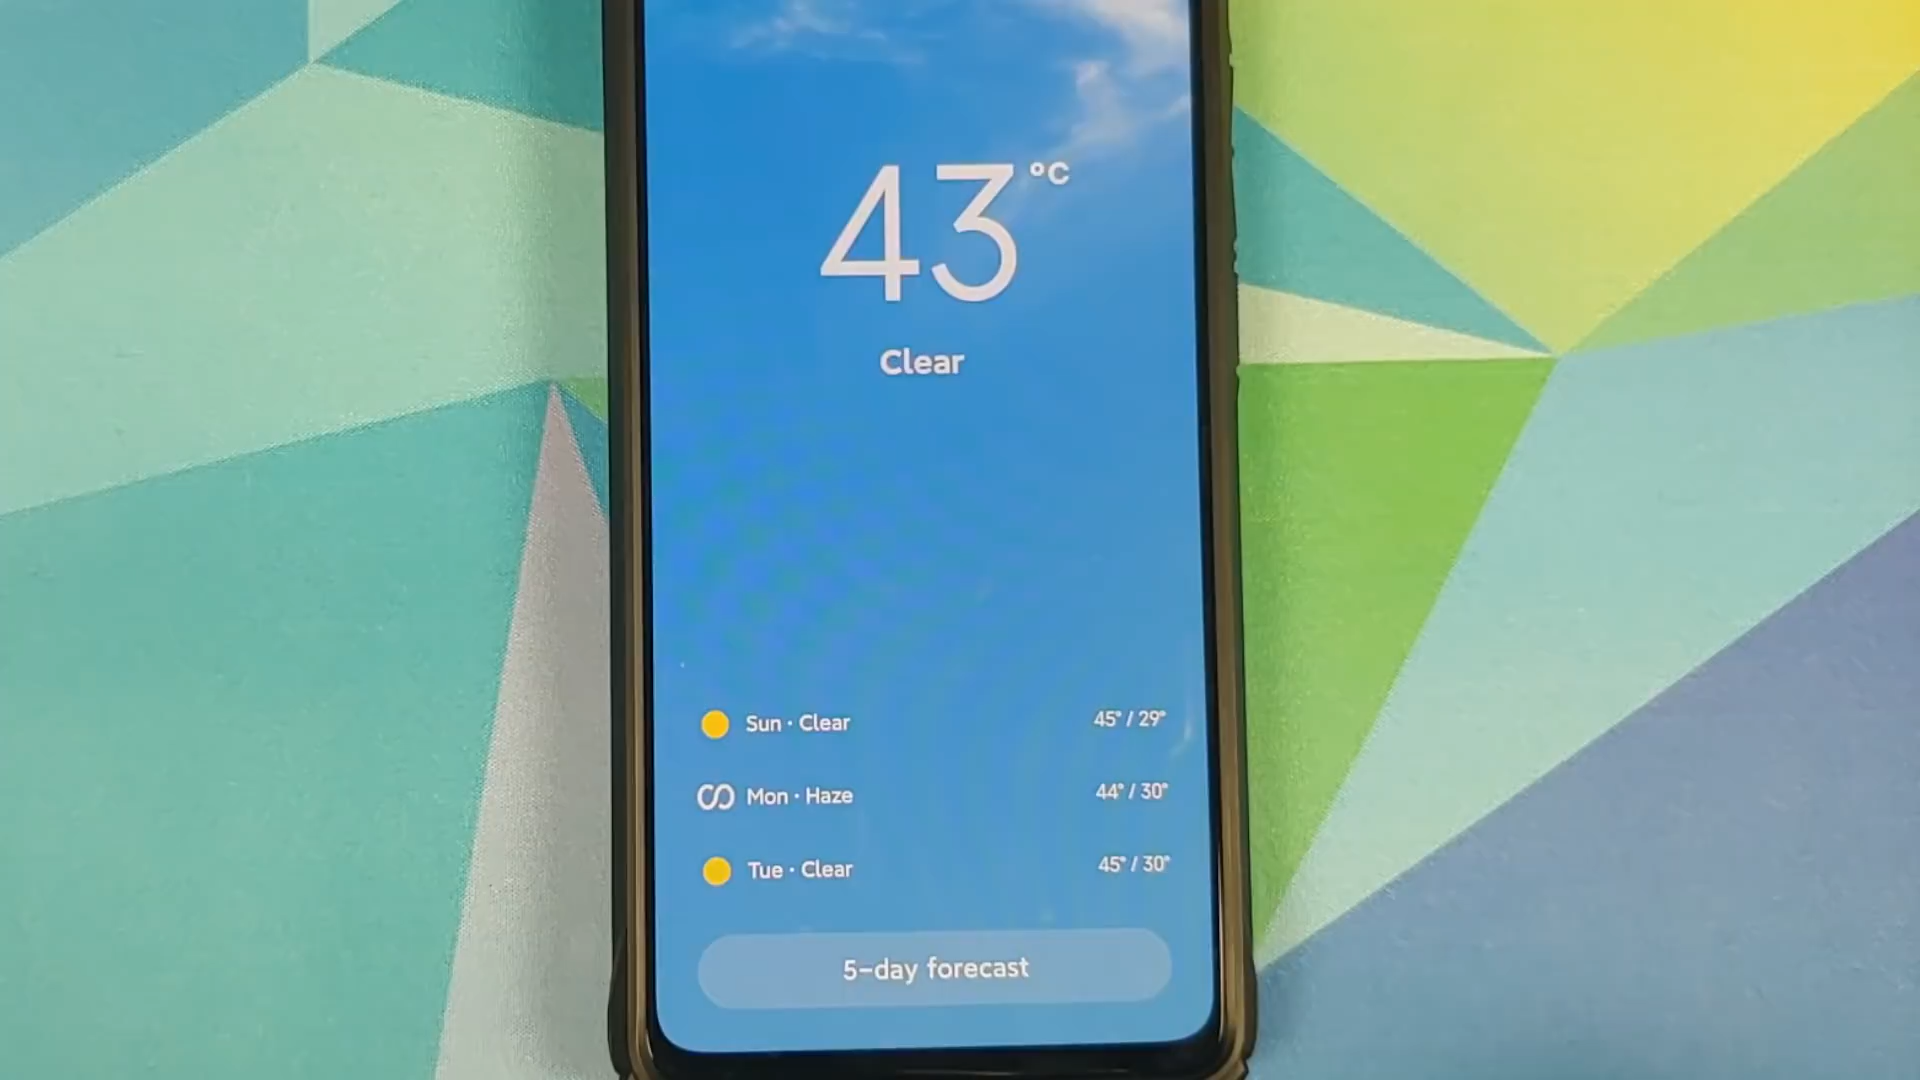 43°C
Clear
Sun · Clear 45° / 29°
Mon · Haze 44° / 30°
Tue · Clear 45° / 30°
5-day forecast